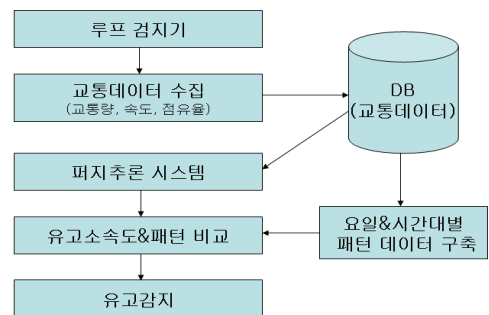 루프 검지기
교통데이터 수집
(교통량, 속도, 점유율)
DB
(교통데이터)
퍼지추론 시스템
유고소속도&패턴 비교
요일&시간대별
패턴 데이터 구축
유고감지